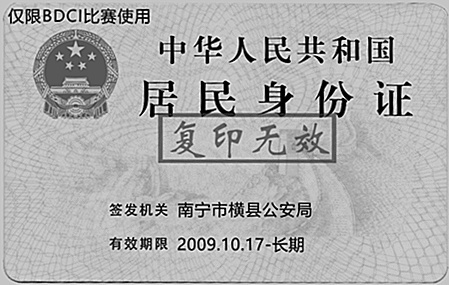 仅限BDCI比赛使用
中华人民共和国
居民身份证
复印无效
签发机关 南宁市横县公安局
有效期限 2009.10.17-长期